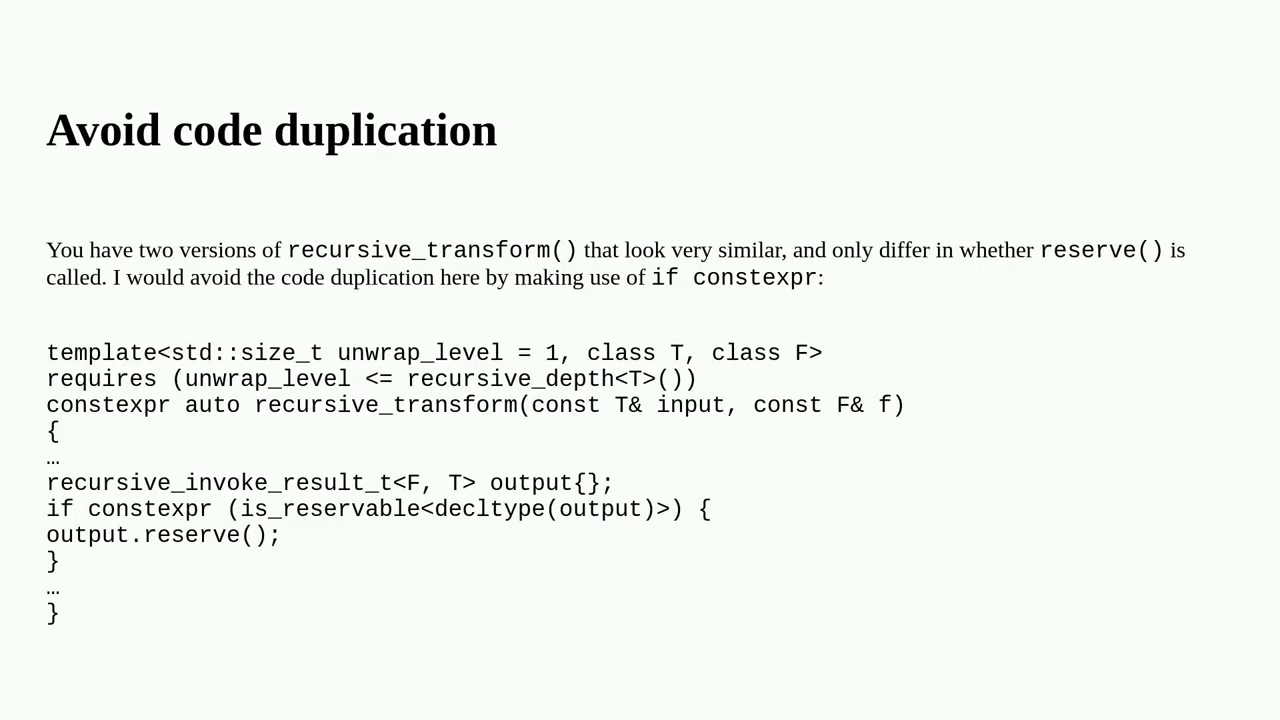 Avoid code duplication
You have two versions of recursive_transform() that look very similar, and only differ in whether reserve() is
called. I would avoid the code duplication here by making use of if constexpr:
template<std::size_t unwrap_level = 1, class T, class F>
requires (unwrap_level <= recursive_depth<T>())
constexpr auto recursive_transform(const T& input, const F& f)
{
…
recursive_invoke_result_t<F, T> output{};
if constexpr (is_reservable<decltype(output)>) {
output.reserve();
}
…
}